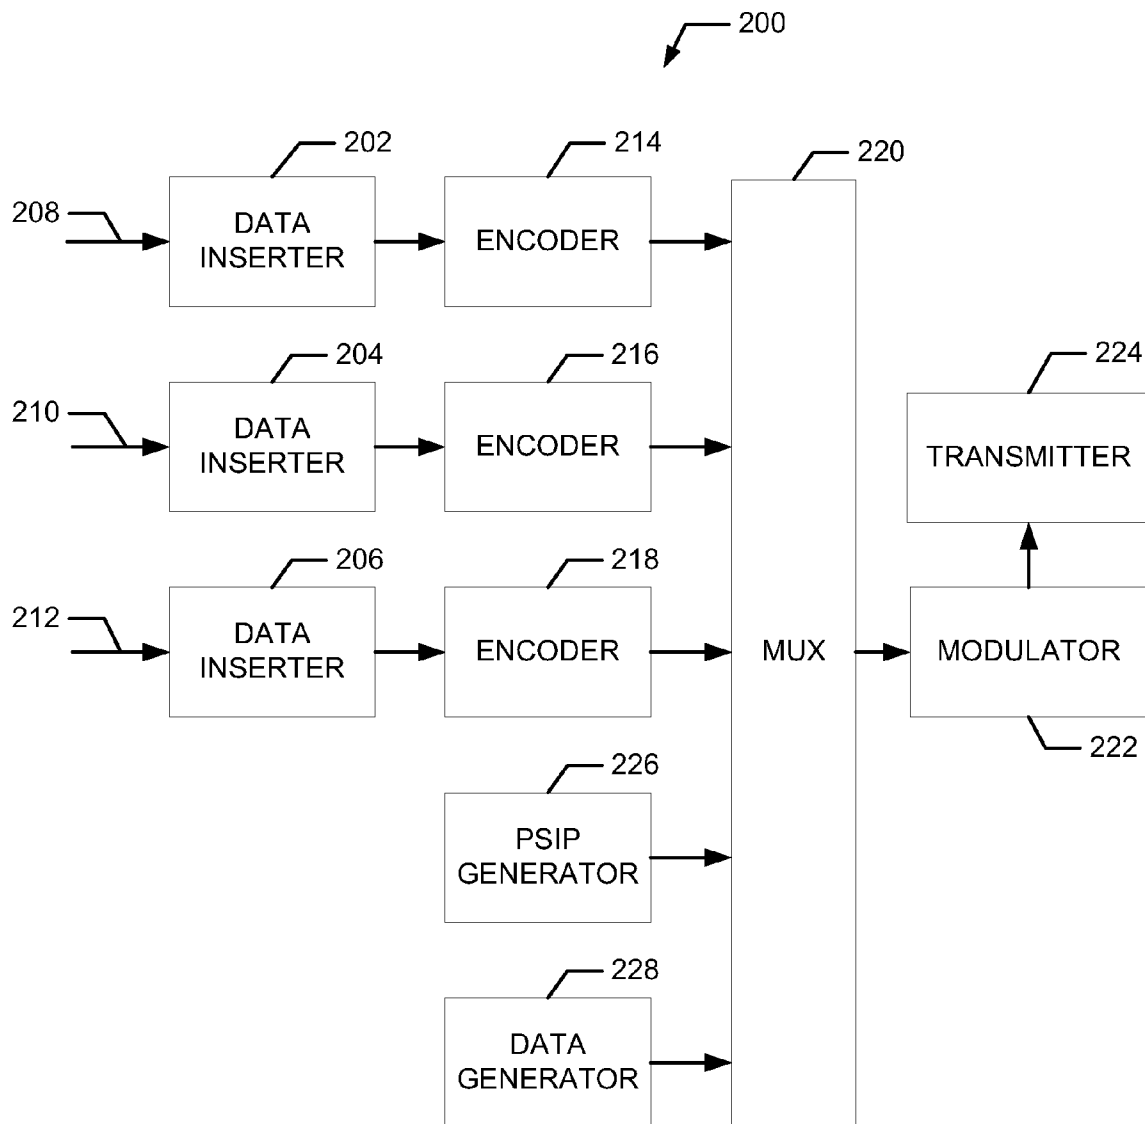 200
202
214
220
208
DATA
INSERTER
ENCODER
204
216
224
210
DATA
INSERTER
ENCODER
TRANSMITTER
206
218
212
DATA
INSERTER
ENCODER
MUX
MODULATOR
226
222
PSIP
GENERATOR
228
DATA
GENERATOR